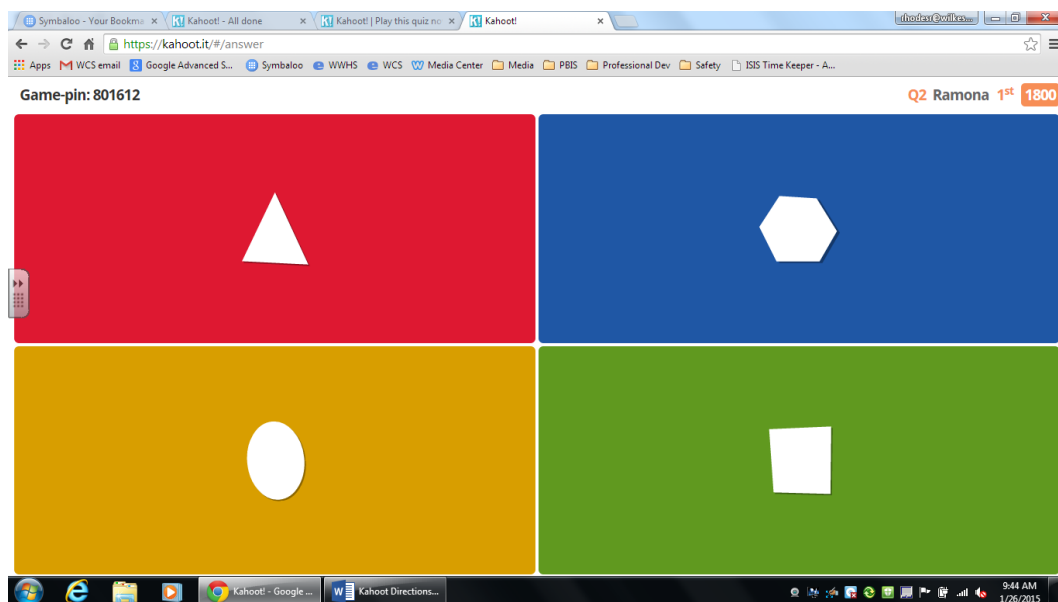 Symbaloo - Your Bookma
Kahoot! - All done
Kahoot! | Play this quiz no
Kahoot!
rhodesr@wilkes...
https://kahoot.it/#/answer
Apps WCS email Google Advanced S... Symbaloo WWHS WCS Media Center Media PBIS Professional Dev Safety ISIS Time Keeper - A...
Game-pin: 801612 Q2 Ramona 1st 1800
Kahoot! - Google ... Kahoot Directions... 9:44 AM
1/26/2015